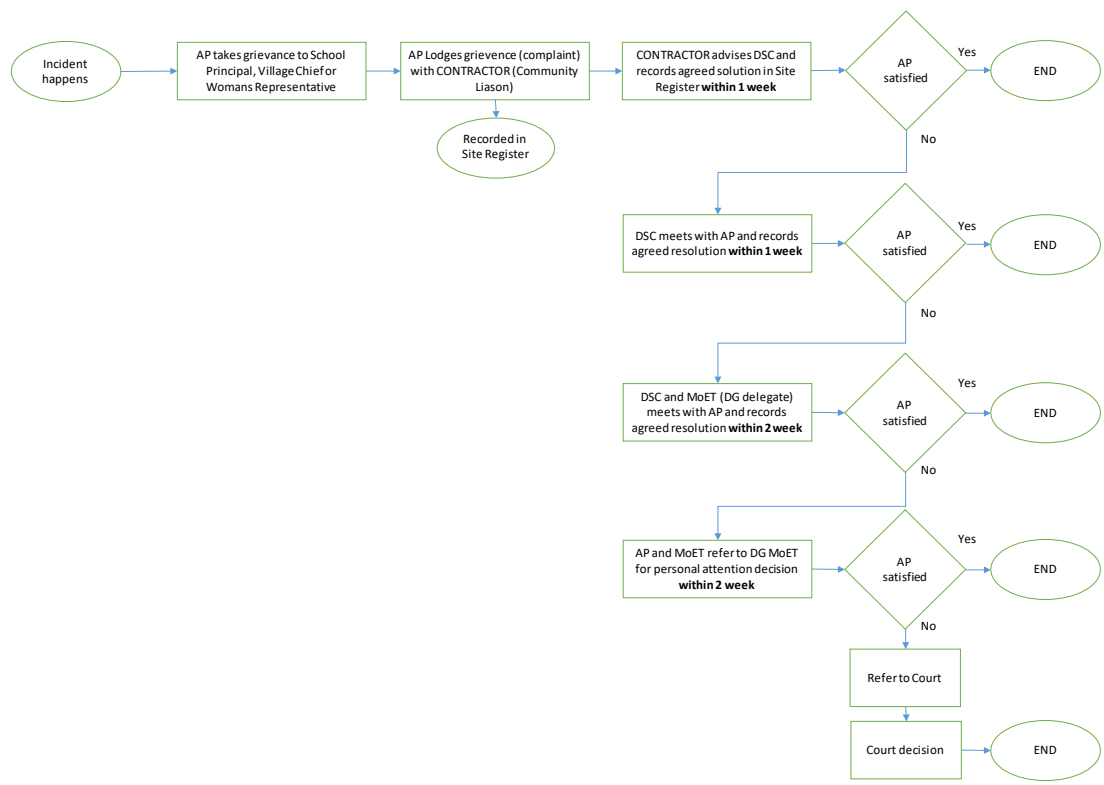 Incident
happens
AP takes grievance to School
Principal, Village Chief or
Womans Representative
AP Lodges grievence (complaint)
with CONTRACTOR (Community
Liason)
Recorded in
Site Register
CONTRACTOR advises DSC and
records agreed solution in Site
Register within 1 week
AP
satisfied
Yes
END
No
DSC meets with AP and records
agreed resolution within 1 week
AP
satisfied
Yes
END
No
DSC and MoET (DG delegate)
meets with AP and records
agreed resolution within 2 week
AP
satisfied
Yes
END
No
AP and MoET refer to DG MoET
for personal attention decision
within 2 week
AP
satisfied
Yes
END
No
Refer to Court
Court decision
END